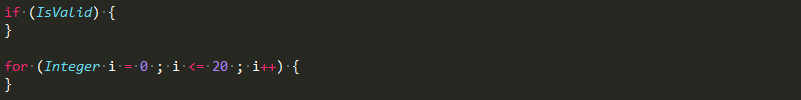 if (IsValid) {
}
for (Integer i = 0 ; i <= 20 ; i++) {
}